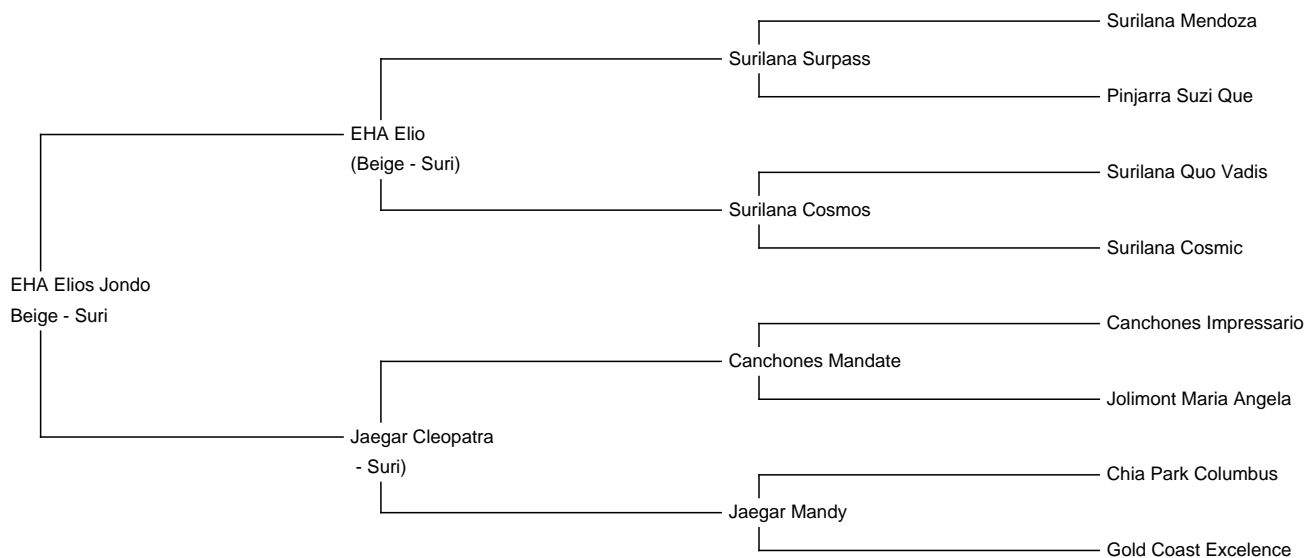 Surilana Mendoza
Surilana Surpass
Pinjarra Suzi Que
EHA Elio
(Beige - Suri)
Surilana Quo Vadis
Surilana Cosmos
Surilana Cosmic
EHA Elios Jondo
Beige - Suri
Canchones Impressario
Canchones Mandate
Jolimont Maria Angela
Jaegar Cleopatra
- Suri)
Chia Park Columbus
Jaegar Mandy
Gold Coast Excelence